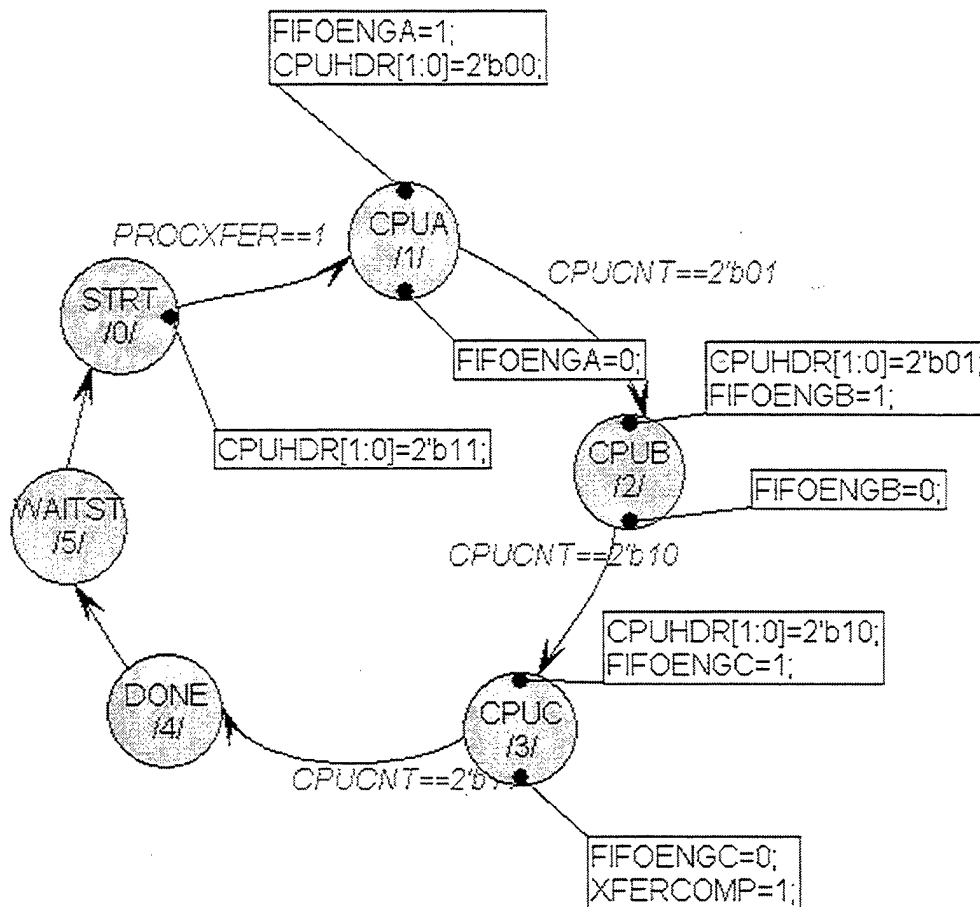 FIFOENGA=1;
CPUHDR[1:0]=2'b00;
PROCXFER==1
CPUA
/1/
CPUCNT==2'b01
STRT
/0/
FIFOENGA=0;
CPUHDR[1:0]=2'b01;
FIFOENGB=1;
CPUHDR[1:0]=2'b11;
CPUB
/2/
FIFOENGB=0;
WAITST
/5/
CPUCNT==2'b10
CPUHDR[1:0]=2'b10;
FIFOENGC=1;
DONE
/4/
CPUC
/3/
CPUCNT==2'b
FIFOENGC=0;
XFERCOMP=1;